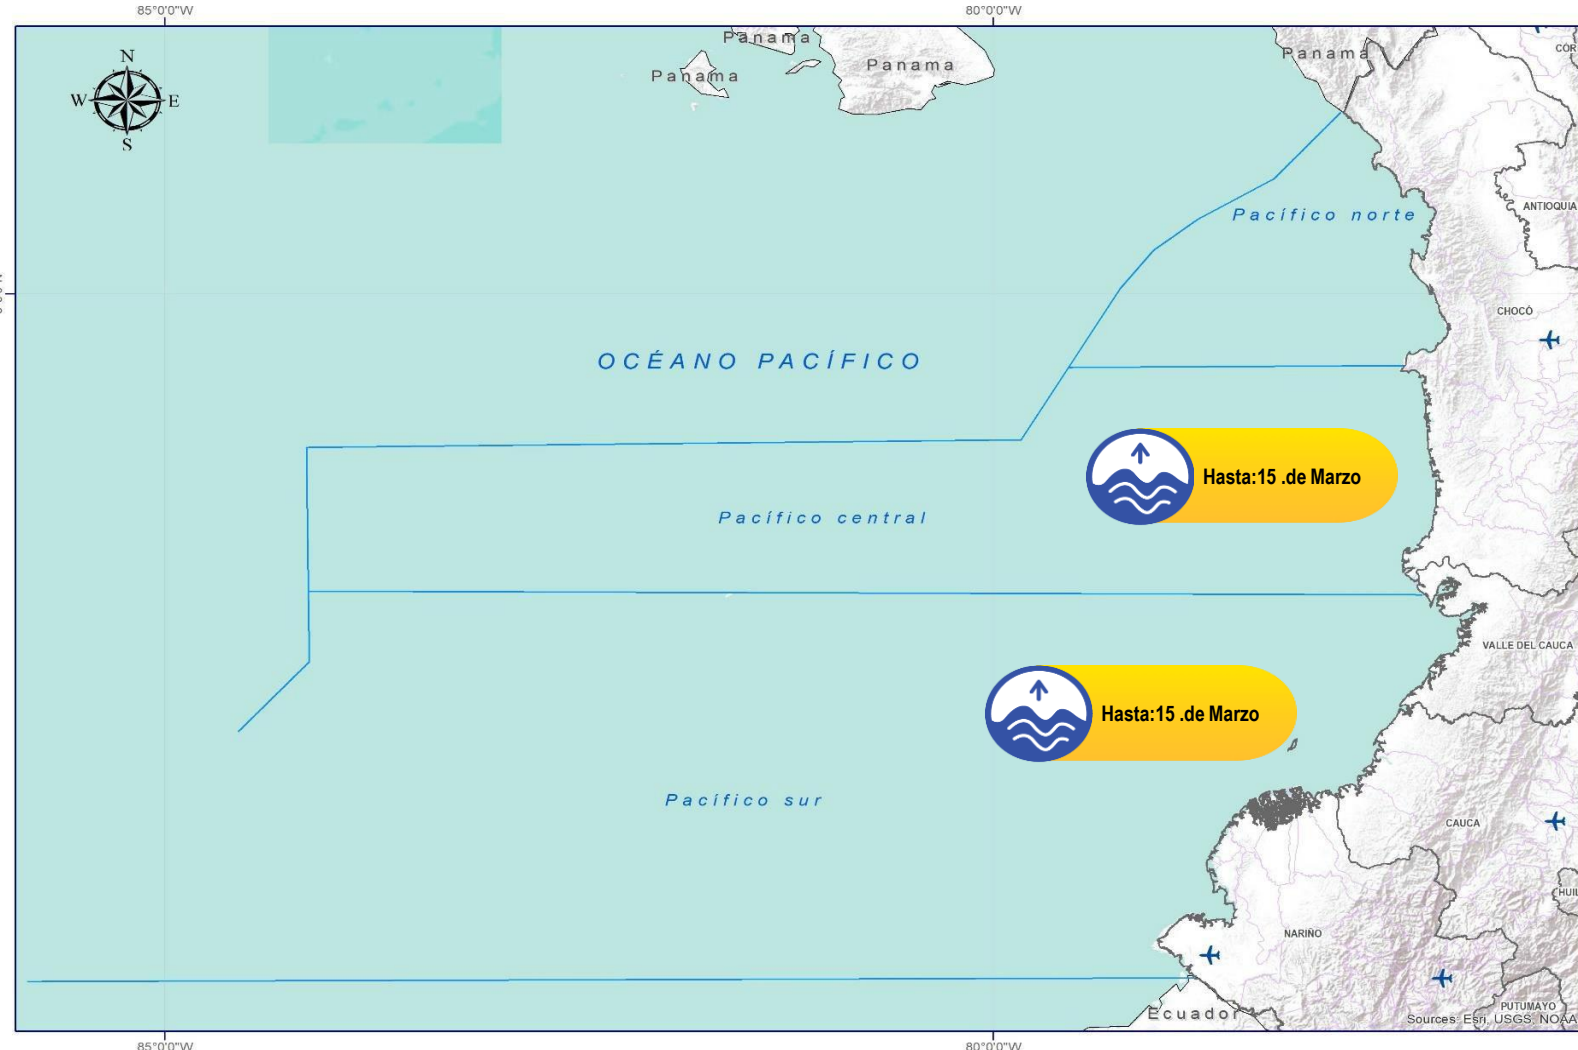 85°0'0"W
80°0'0"W
N
W
E
S
Panama
Panama
Panama
Panama
COR
Pacífico norte
ANTIOQUIA
CHOCÓ
OCÉANO PACÍFICO
Hasta:15 .de Marzo
Pacífico central
VALLE DEL CAUCA
Hasta:15 .de Marzo
Pacífico sur
CAUCA
HUIL
NARIÑO
PUTUMAYO
Ecuador
Sources: Esri, USGS, NOAA
85°0'0"W
80°0'0"W